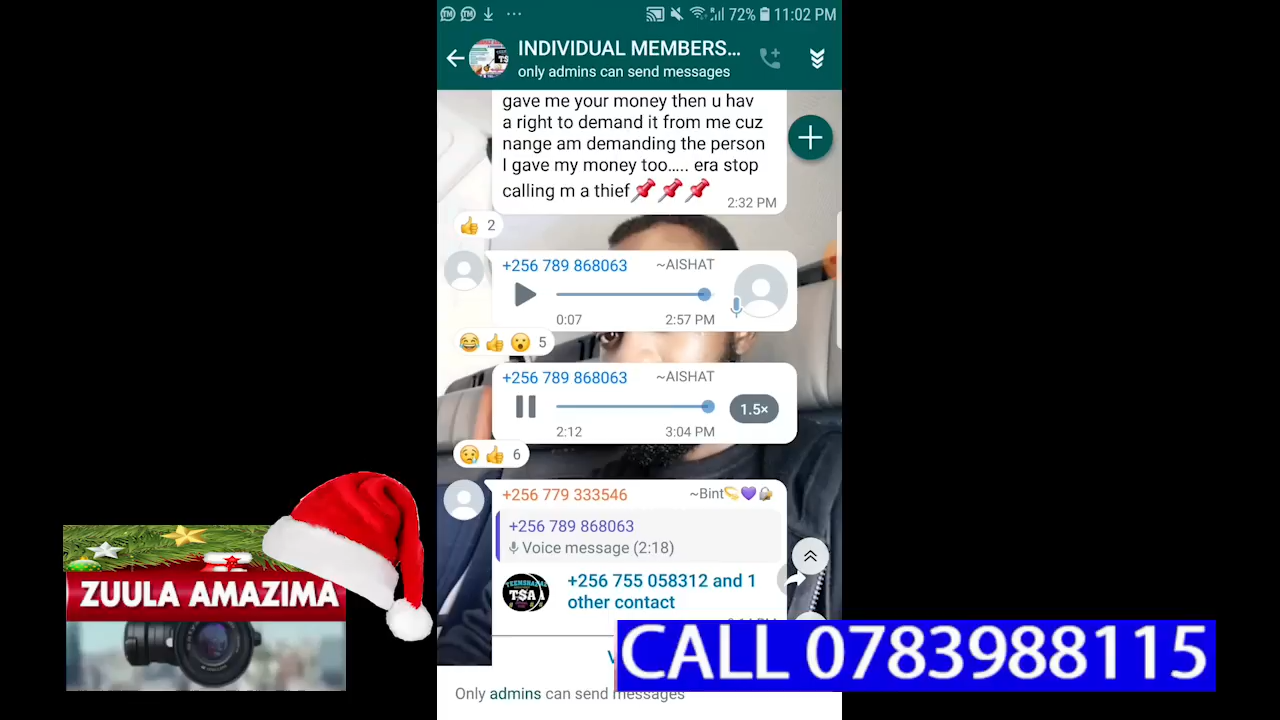 72% 11:02 PM
INDIVIDUAL MEMBERS...
only admins can send messages
gave me your money then u hav
a right to demand it from me cuz
nange am demanding the person
I gave my money too..... era stop
calling m a thief📌📌📌
2:32 PM
👍 2
+256 789 868063 ~AISHAT
0:07 2:57 PM
😂👍😮 5
+256 789 868063 ~AISHAT
1.5×
2:12 3:04 PM
😢👍 6
+256 779 333546 ~Bint💫💜🔐
+256 789 868063
Voice message (2:18)
TSA
+256 755 058312 and 1
other contact
ZUULA AMAZIMA
CALL 0783988115
Only admins can send messages